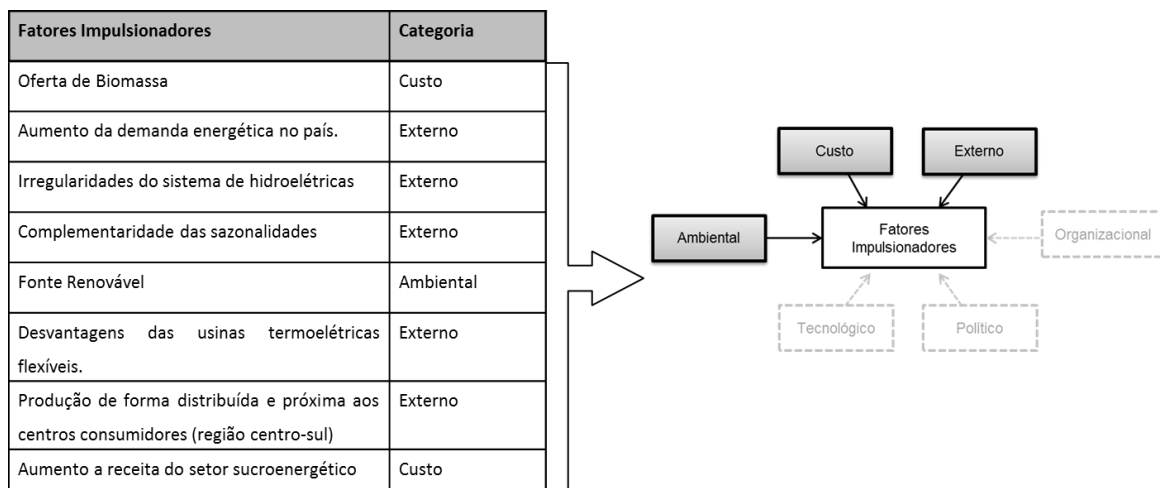 Fatores Impulsionadores Categoria
Oferta de Biomassa Custo
Aumento da demanda energética no país. Externo
Irregularidades do sistema de hidroelétricas Externo
Complementaridade das sazonalidades Externo
Fonte Renovável Ambiental
Desvantagens das usinas termoelétricas Externo
flexíveis.
Produção de forma distribuída e próxima aos Externo
centros consumidores (região centro-sul)
Aumento a receita do setor sucroenergético Custo
Custo Externo
Ambiental
Fatores
Impulsionadores
Organizacional
Tecnológico Político